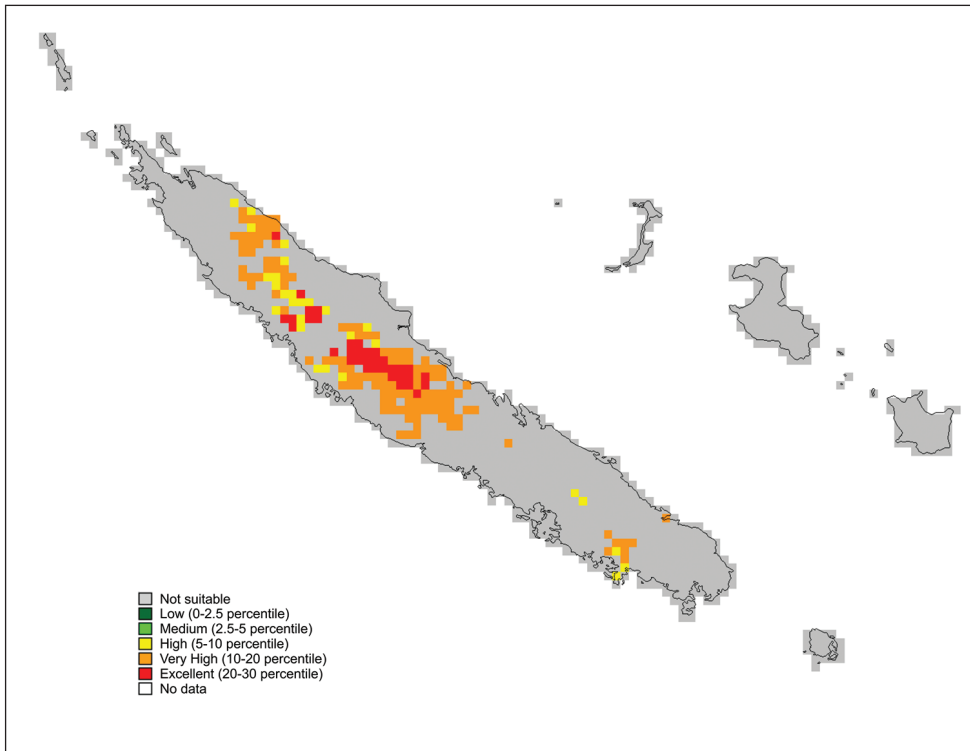 Not suitable
Low (0-2.5 percentile)
Medium (2.5-5 percentile)
High (5-10 percentile)
Very High (10-20 percentile)
Excellent (20-30 percentile)
No data